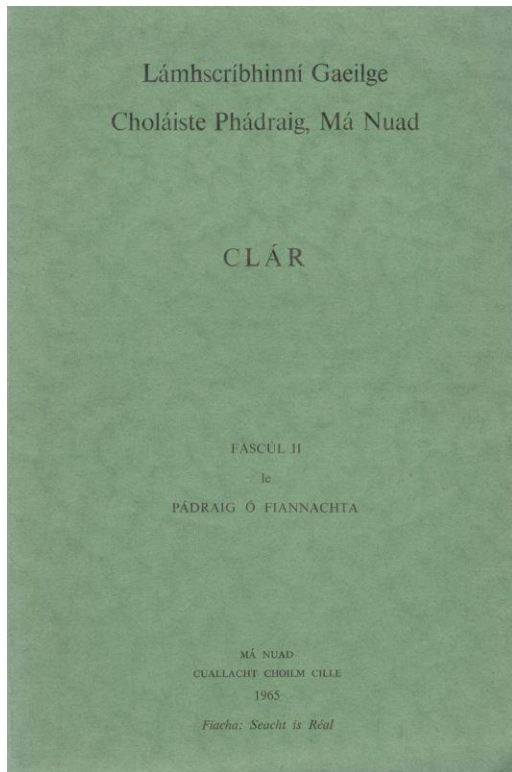 Lámhscríbhinní Gaeilge
Choláiste Phádraig, Má Nuad
CLÁR
FASCÚL II
le
PÁDRAIG Ó FIANNACHTA
MÁ NUAD
CUALLACHT CHOILM CILLE
1965
Fiacha: Seacht is Réal